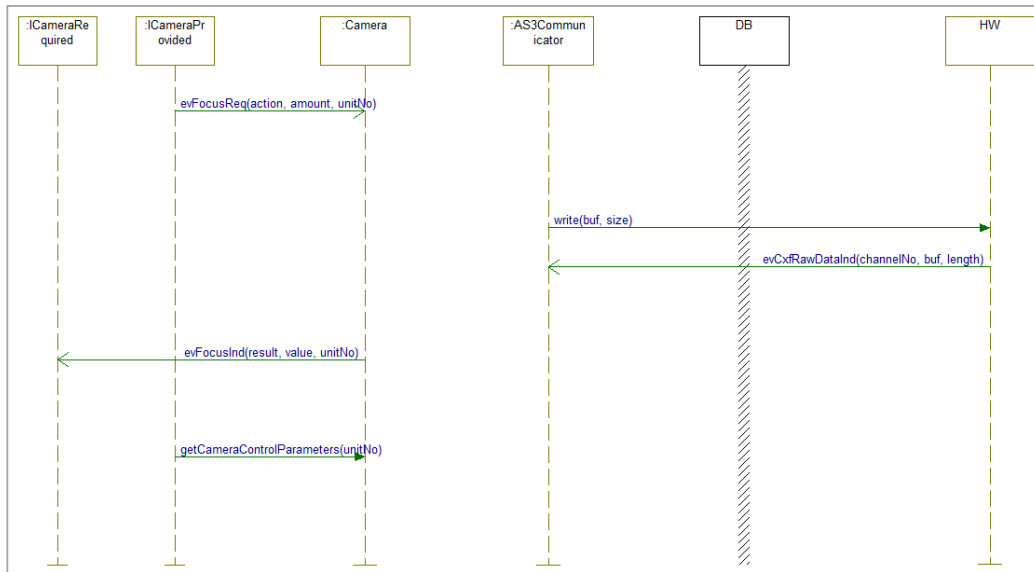 :ICameraRe
quired
:ICameraPr
ovided
:Camera
:AS3Commun
icator
DB
HW
evFocusReq(action, amount, unitNo)
write(buf, size)
evCxfRawDataInd(channelNo, buf, length)
evFocusInd(result, value, unitNo)
getCameraControlParameters(unitNo)